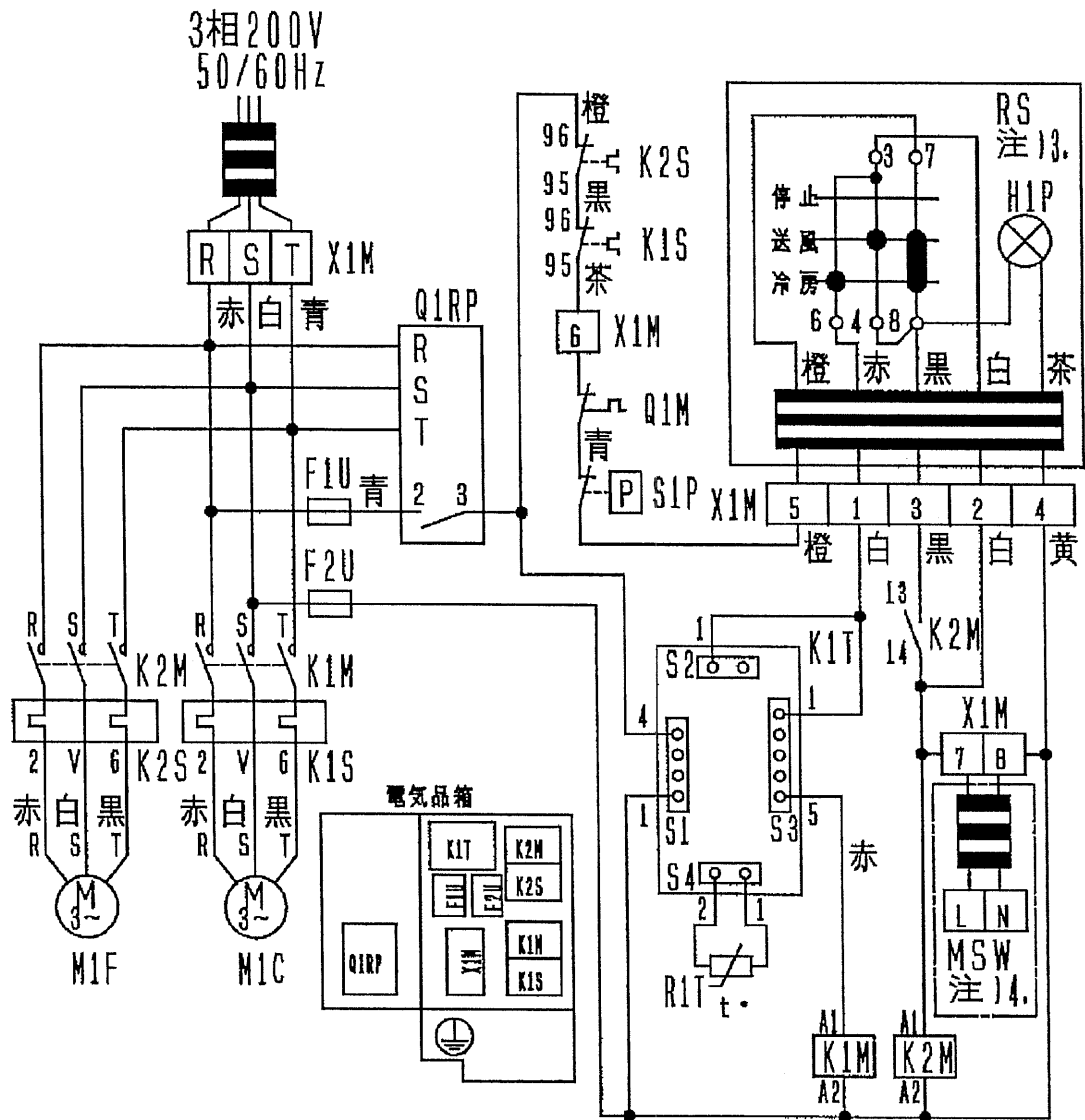 3相200V
50/60Hz
R S T X1M
赤 白 青
Q1RP
R
S
T
F1U 青 2 3
F2U
橙
96
K2S
95
黒
96
K1S
95
茶
6 X1M
Q1M
青
P S1P
RS
注)3.
H1P
3 7
停止
送風
冷房
6 4 8
橙 赤 黒 白 茶
X1M 5 1 3 2 4
橙 白 黒 白 黄
R S T K2M
R S T K1M
2 V 6 K2S
2 V 6 K1S
赤 白 黒
赤 白 黒
R S T
R S T
M
3~
M
3~
M1F
M1C
電気品箱
K1T
K2M
K2S
F1U
F2U
Q1RP
X1M
K1M
K1S
1
S2
K1T
1
4
1
S1
S3
5
赤
S4
2 1
R1T
t°
13
K2M
14
X1M
7 8
L N
MSW
注)4.
A1
K1M
A2
A1
K2M
A2